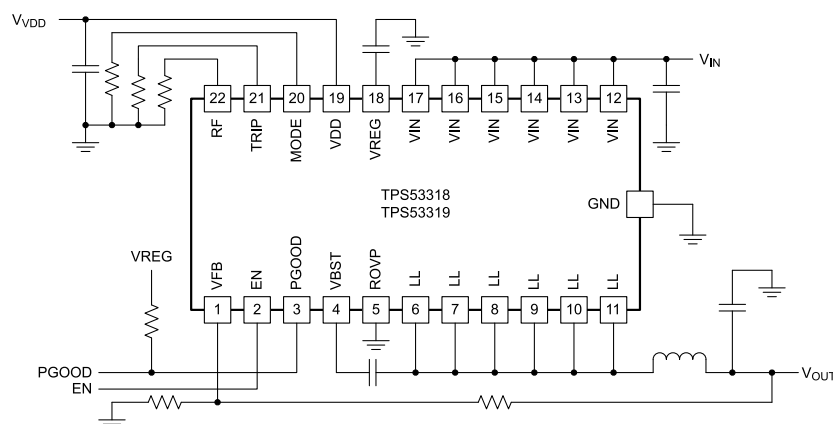 VVDD
22 21 20 19 18 17 16 15 14 13 12
VIN
RF TRIP MODE VDD VREG VIN VIN VIN VIN VIN VIN
TPS53318
TPS53319
GND
VREG
VFB EN PGOOD VBST ROVP LL LL LL LL LL LL
1 2 3 4 5 6 7 8 9 10 11
PGOOD
EN
VOUT